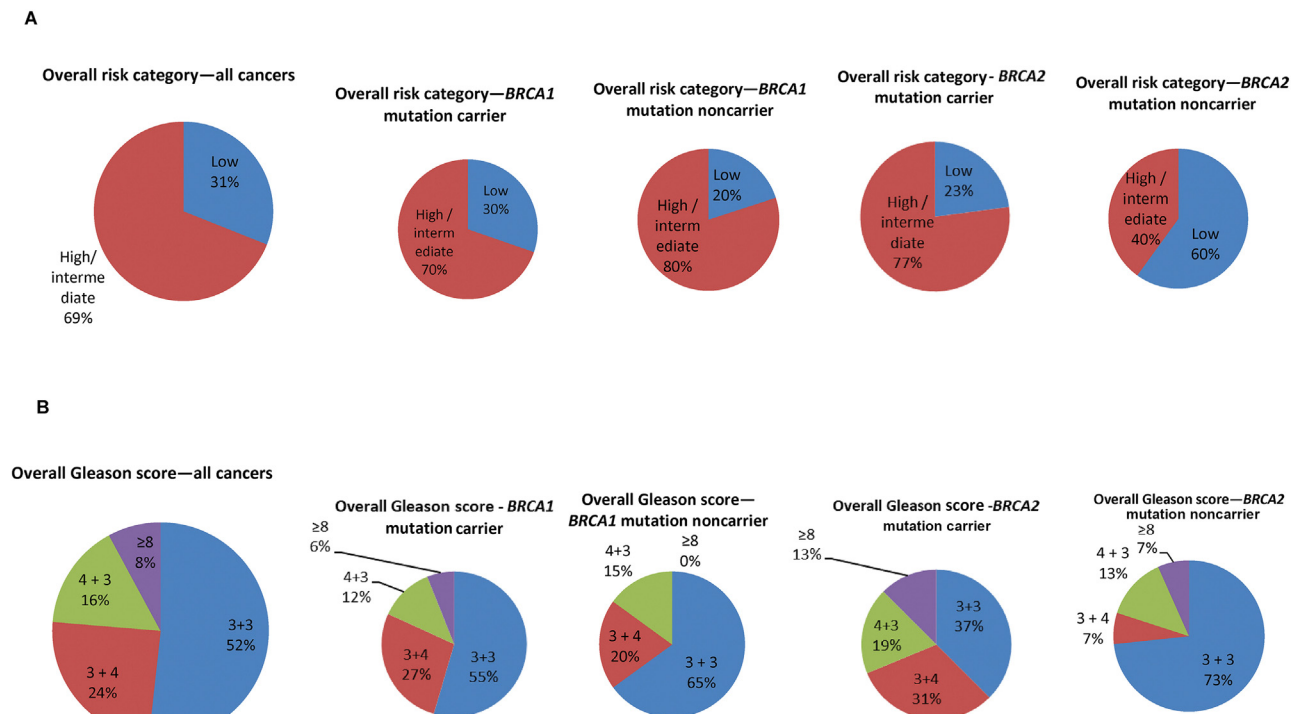 A
Overall risk category—all cancers
Low
31%
High/
interme
diate
69%
Overall risk category—BRCA1
mutation carrier
Low
30%
High /
interm
ediate
70%
Overall risk category—BRCA1
mutation noncarrier
Low
20%
High /
interm
ediate
80%
Overall risk category- BRCA2
mutation carrier
Low
23%
High /
interme
diate
77%
Overall risk category—BRCA2
mutation noncarrier
High /
interm
ediate
40%
Low
60%
B
Overall Gleason score—all cancers
≥8
8%
4 + 3
16%
3+3
52%
3 + 4
24%
Overall Gleason score - BRCA1
mutation carrier
≥8
6%
4+3
12%
3+4
27%
3+3
55%
Overall Gleason score—
BRCA1 mutation noncarrier
≥8
0%
4+3
15%
3 + 4
20%
3 + 3
65%
Overall Gleason score -BRCA2
mutation carrier
≥8
13%
3+3
37%
4+3
19%
3+4
31%
Overall Gleason score—BRCA2
mutation noncarrier
≥8
7%
4 + 3
13%
3 + 4
7%
3 + 3
73%